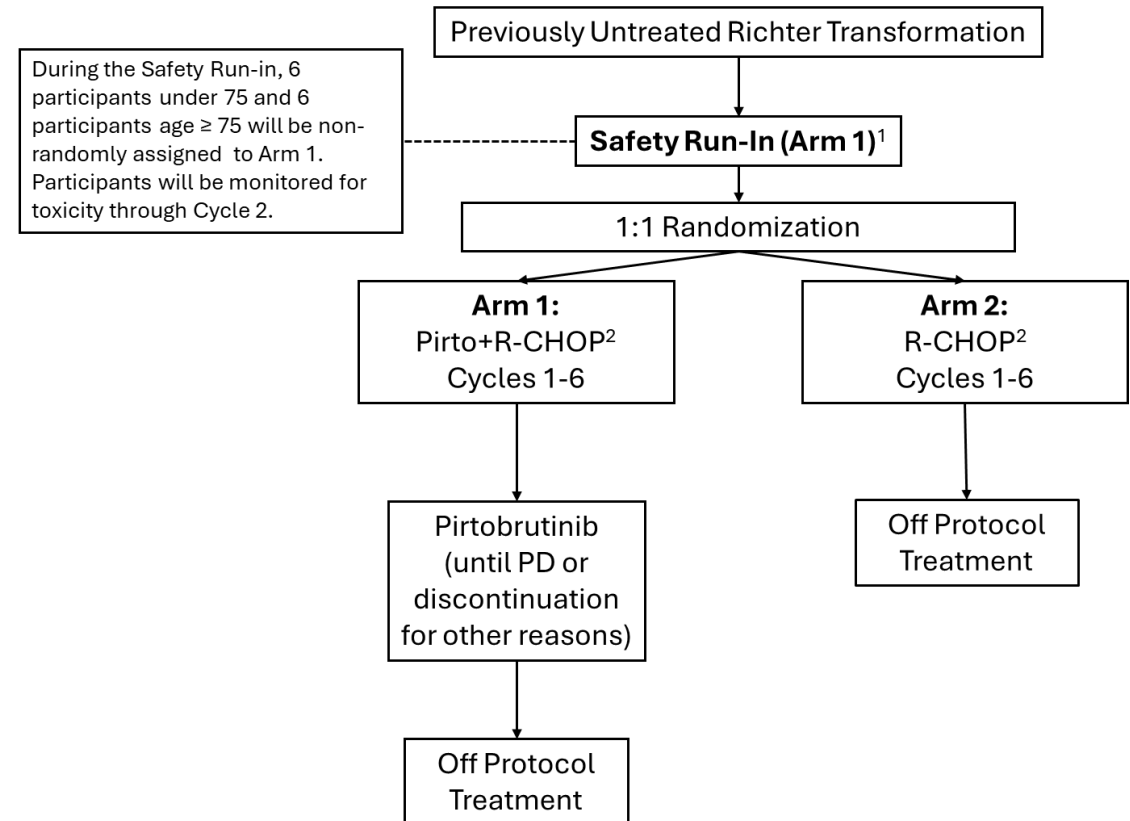 Previously Untreated Richter Transformation
During the Safety Run-in, 6
participants under 75 and 6
participants age ≥ 75 will be non-
randomly assigned to Arm 1.
Participants will be monitored for
toxicity through Cycle 2.
Safety Run-In (Arm 1)¹
1:1 Randomization
Arm 1:
Pirto+R-CHOP²
Cycles 1-6
Arm 2:
R-CHOP²
Cycles 1-6
Pirtobrutinib
(until PD or
discontinuation
for other reasons)
Off Protocol
Treatment
Off Protocol
Treatment